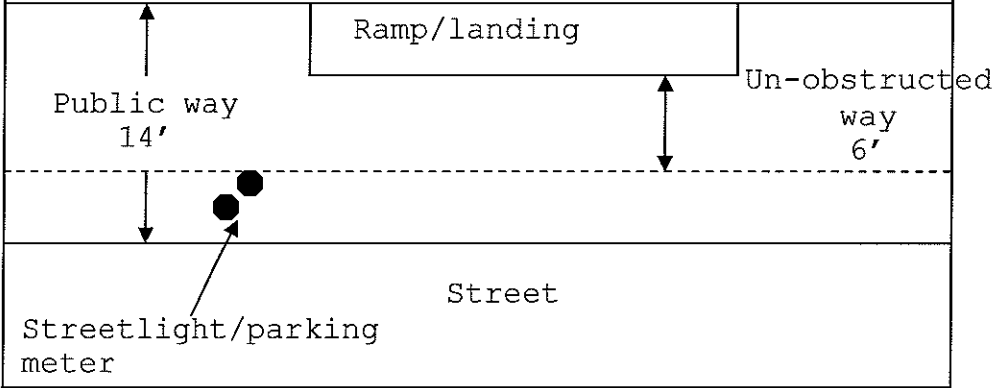 Ramp/landing
Public way
14'
Un-obstructed
way
6'
Street
Streetlight/parking
meter